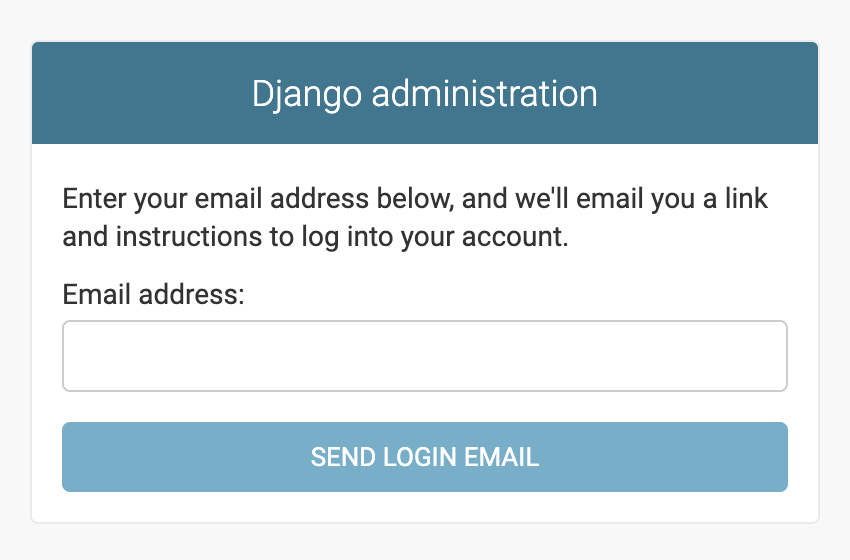 Django administration
Enter your email address below, and we'll email you a link
and instructions to log into your account.
Email address:
SEND LOGIN EMAIL